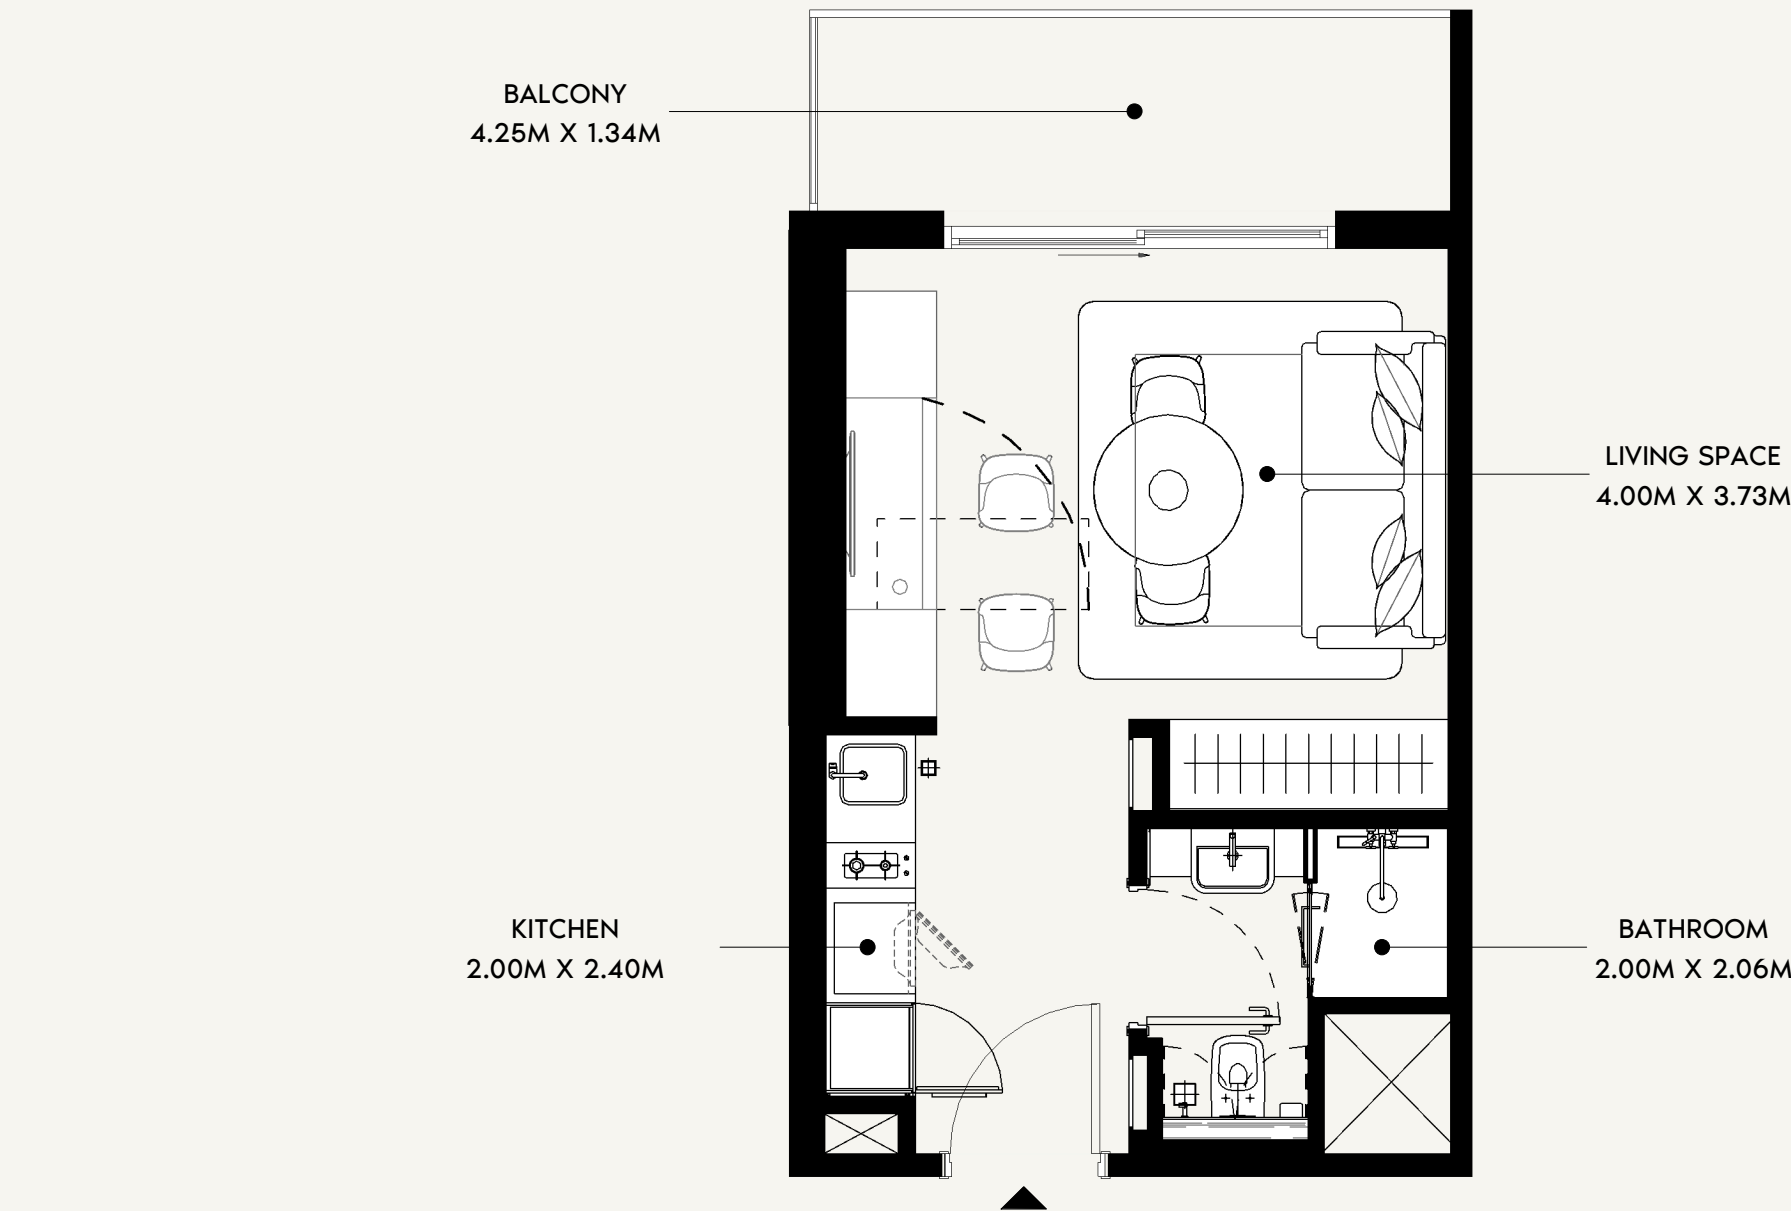 BALCONY
4.25M X 1.34M
LIVING SPACE
4.00M X 3.73M
KITCHEN
2.00M X 2.40M
BATHROOM
2.00M X 2.06M